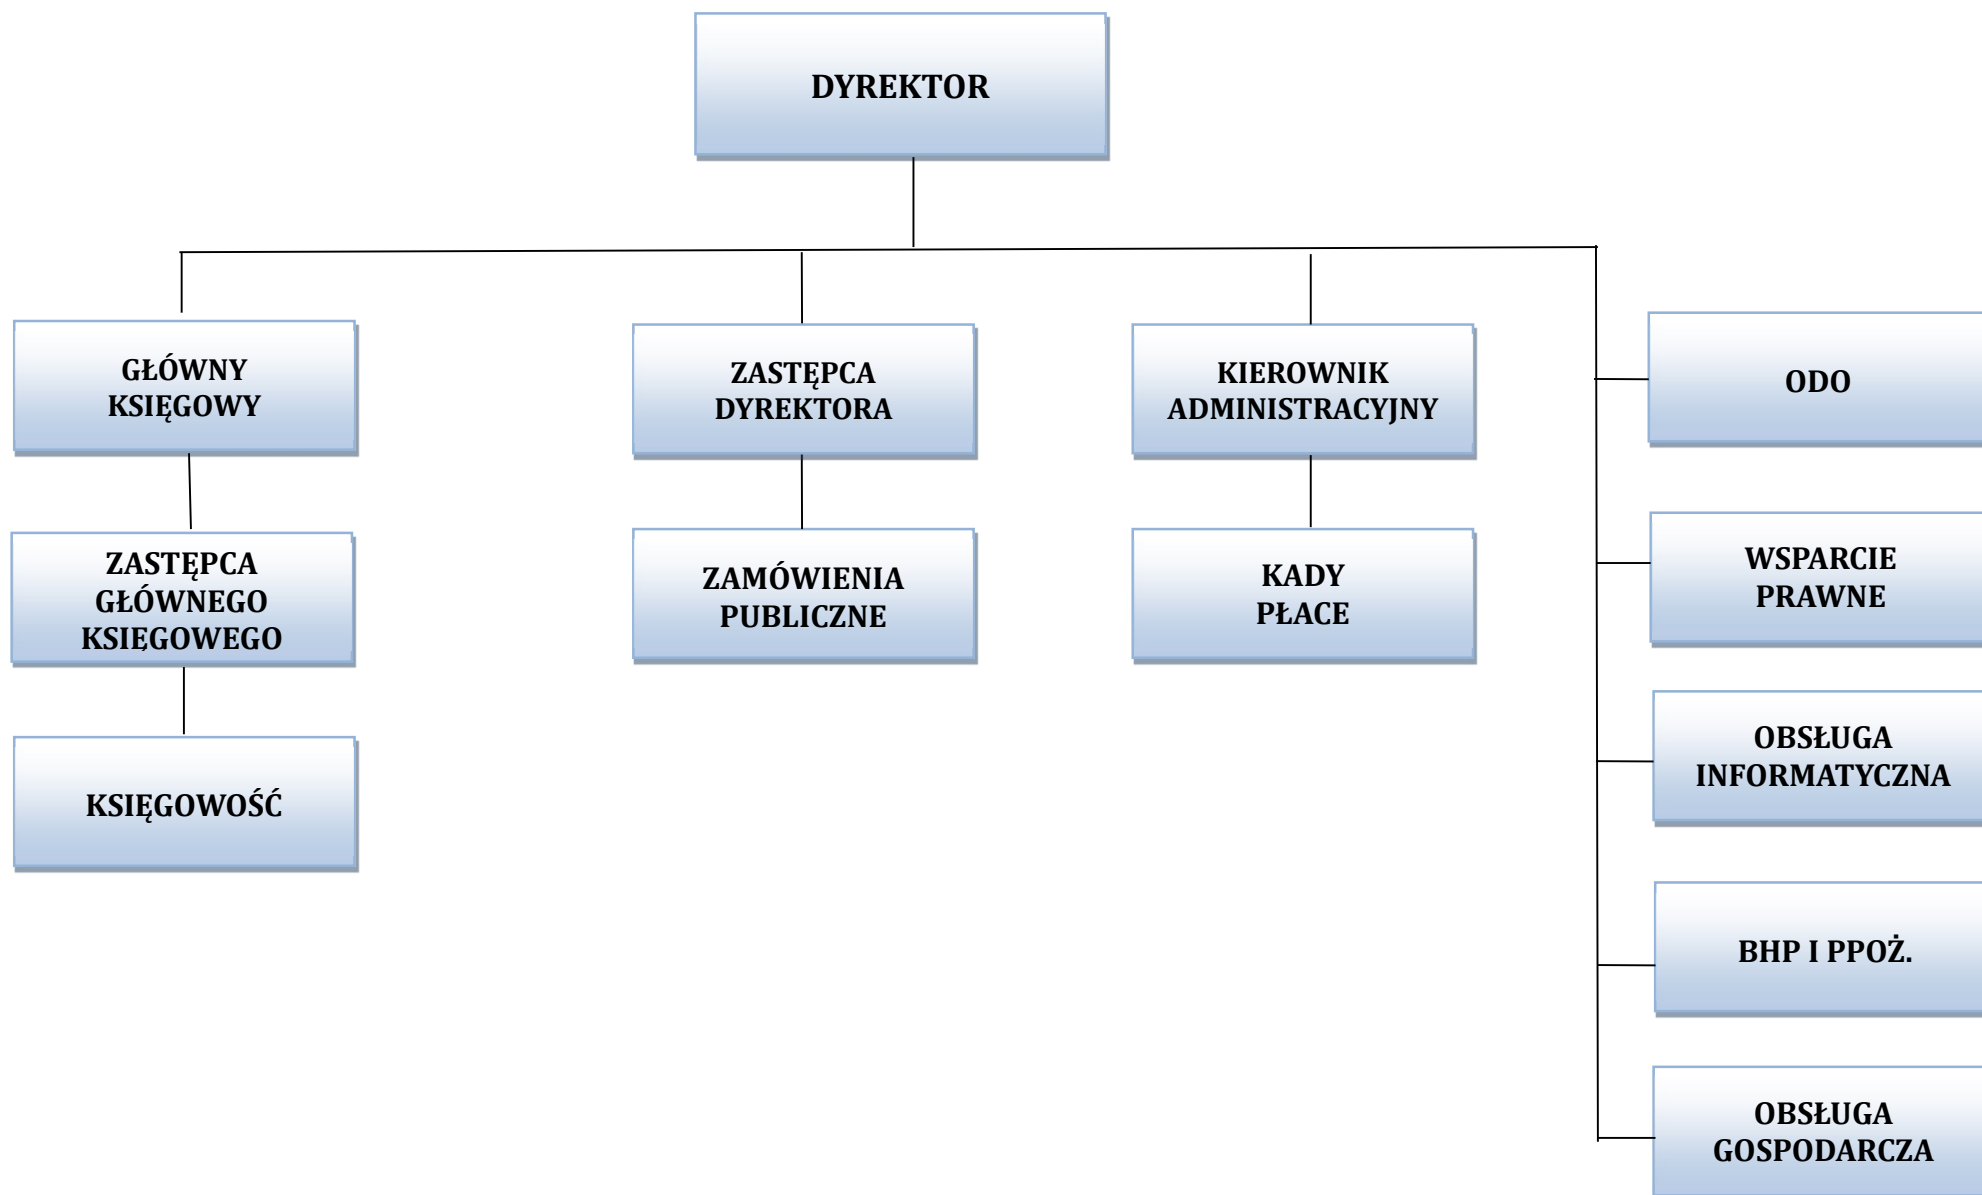 DYREKTOR
GŁÓWNY
KSIĘGOWY
ZASTĘPCA
DYREKTORA
KIEROWNIK
ADMINISTRACYJNY
ODO
ZASTĘPCA
GŁÓWNEGO
KSIĘGOWEGO
ZAMÓWIENIA
PUBLICZNE
KADY
PŁACE
WSPARCIE
PRAWNE
KSIĘGOWOŚĆ
OBSŁUGA
INFORMATYCZNA
BHP I PPOŻ.
OBSŁUGA
GOSPODARCZA